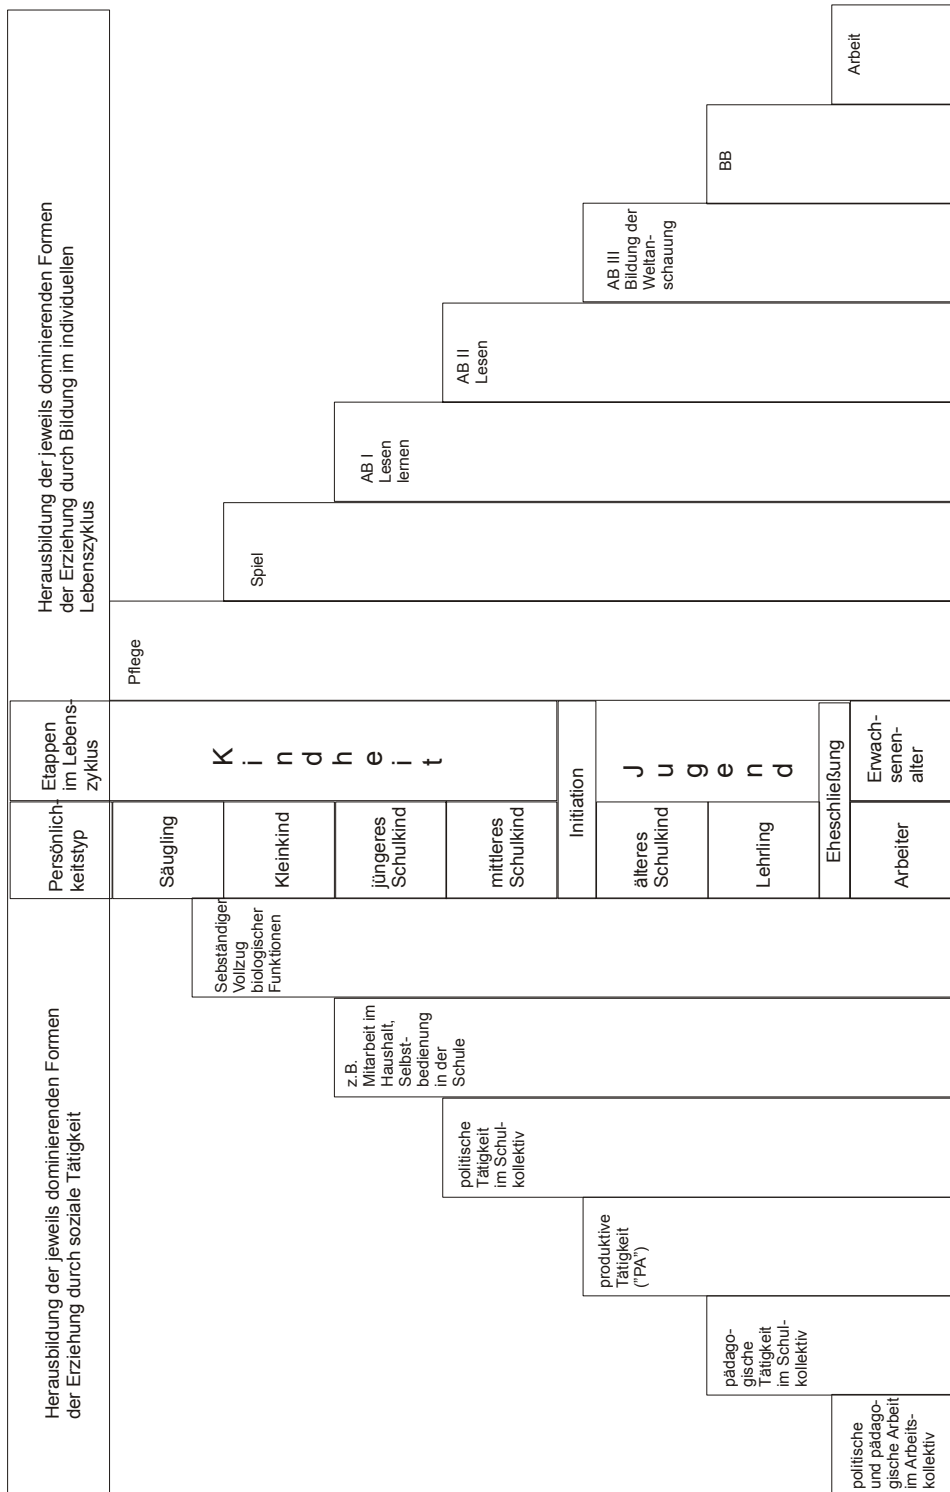 Herausbildung der jeweils dominierenden Formen
der Erziehung durch soziale Tätigkeit
Persönlich-
keitstyp
Etappen
im Lebens-
zyklus
Herausbildung der jeweils dominierenden Formen
der Erziehung durch Bildung im individuellen
Lebenszyklus
Säugling
Kindheit
Pflege
Sebständiger
Vollzug
biologischer
Funktionen
Kleinkind
Spiel
z.B.
Mitarbeit im
Haushalt,
Selbst-
bedienung
in der
Schule
jüngeres
Schulkind
AB I
Lesen
lernen
politische
Tätigkeit
im Schul-
kollektiv
mittleres
Schulkind
AB II
Lesen
Initiation
produktive
Tätigkeit
("PA")
älteres
Schulkind
Jugend
AB III
Bildung der
Weltan-
schauung
pädago-
gische
Tätigkeit
im Schul-
kollektiv
Lehrling
BB
Eheschließung
politische
und pädago-
gische Arbeit
im Arbeits-
kollektiv
Arbeiter
Erwach-
senen-
alter
Arbeit